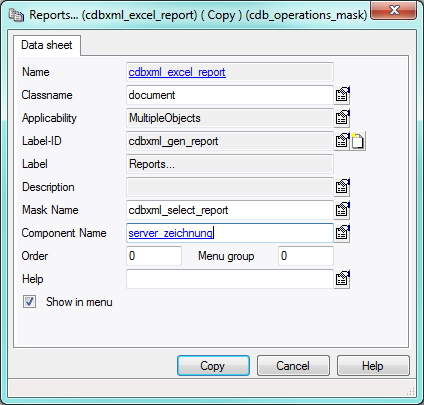 Reports... (cdbxml_excel_report) ( Copy ) (cdb_operations_mask)
Data sheet
Name cdbxml_excel_report
Classname document
Applicability MultipleObjects
Label-ID cdbxml_gen_report
Label Reports...
Description
Mask Name cdbxml_select_report
Component Name server_zeichnung
Order 0 Menu group 0
Help
Show in menu
Copy Cancel Help